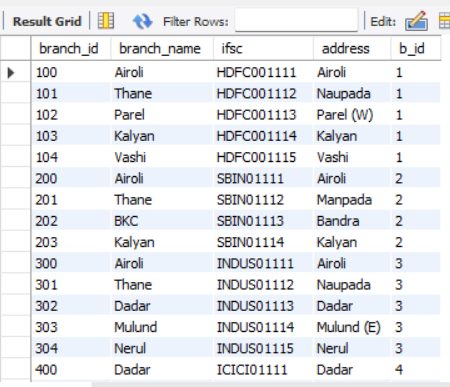 Result Grid Filter Rows: Edit:
branch_id branch_name ifsc address b_id
100 Airoli HDFC001111 Airoli 1
101 Thane HDFC001112 Naupada 1
102 Parel HDFC001113 Parel (W) 1
103 Kalyan HDFC001114 Kalyan 1
104 Vashi HDFC001115 Vashi 1
200 Airoli SBIN01111 Airoli 2
201 Thane SBIN01112 Manpada 2
202 BKC SBIN01113 Bandra 2
203 Kalyan SBIN01114 Kalyan 2
300 Airoli INDUS01111 Airoli 3
301 Thane INDUS01112 Naupada 3
302 Dadar INDUS01113 Dadar 3
303 Mulund INDUS01114 Mulund (E) 3
304 Nerul INDUS01115 Nerul 3
400 Dadar ICICI01111 Dadar 4